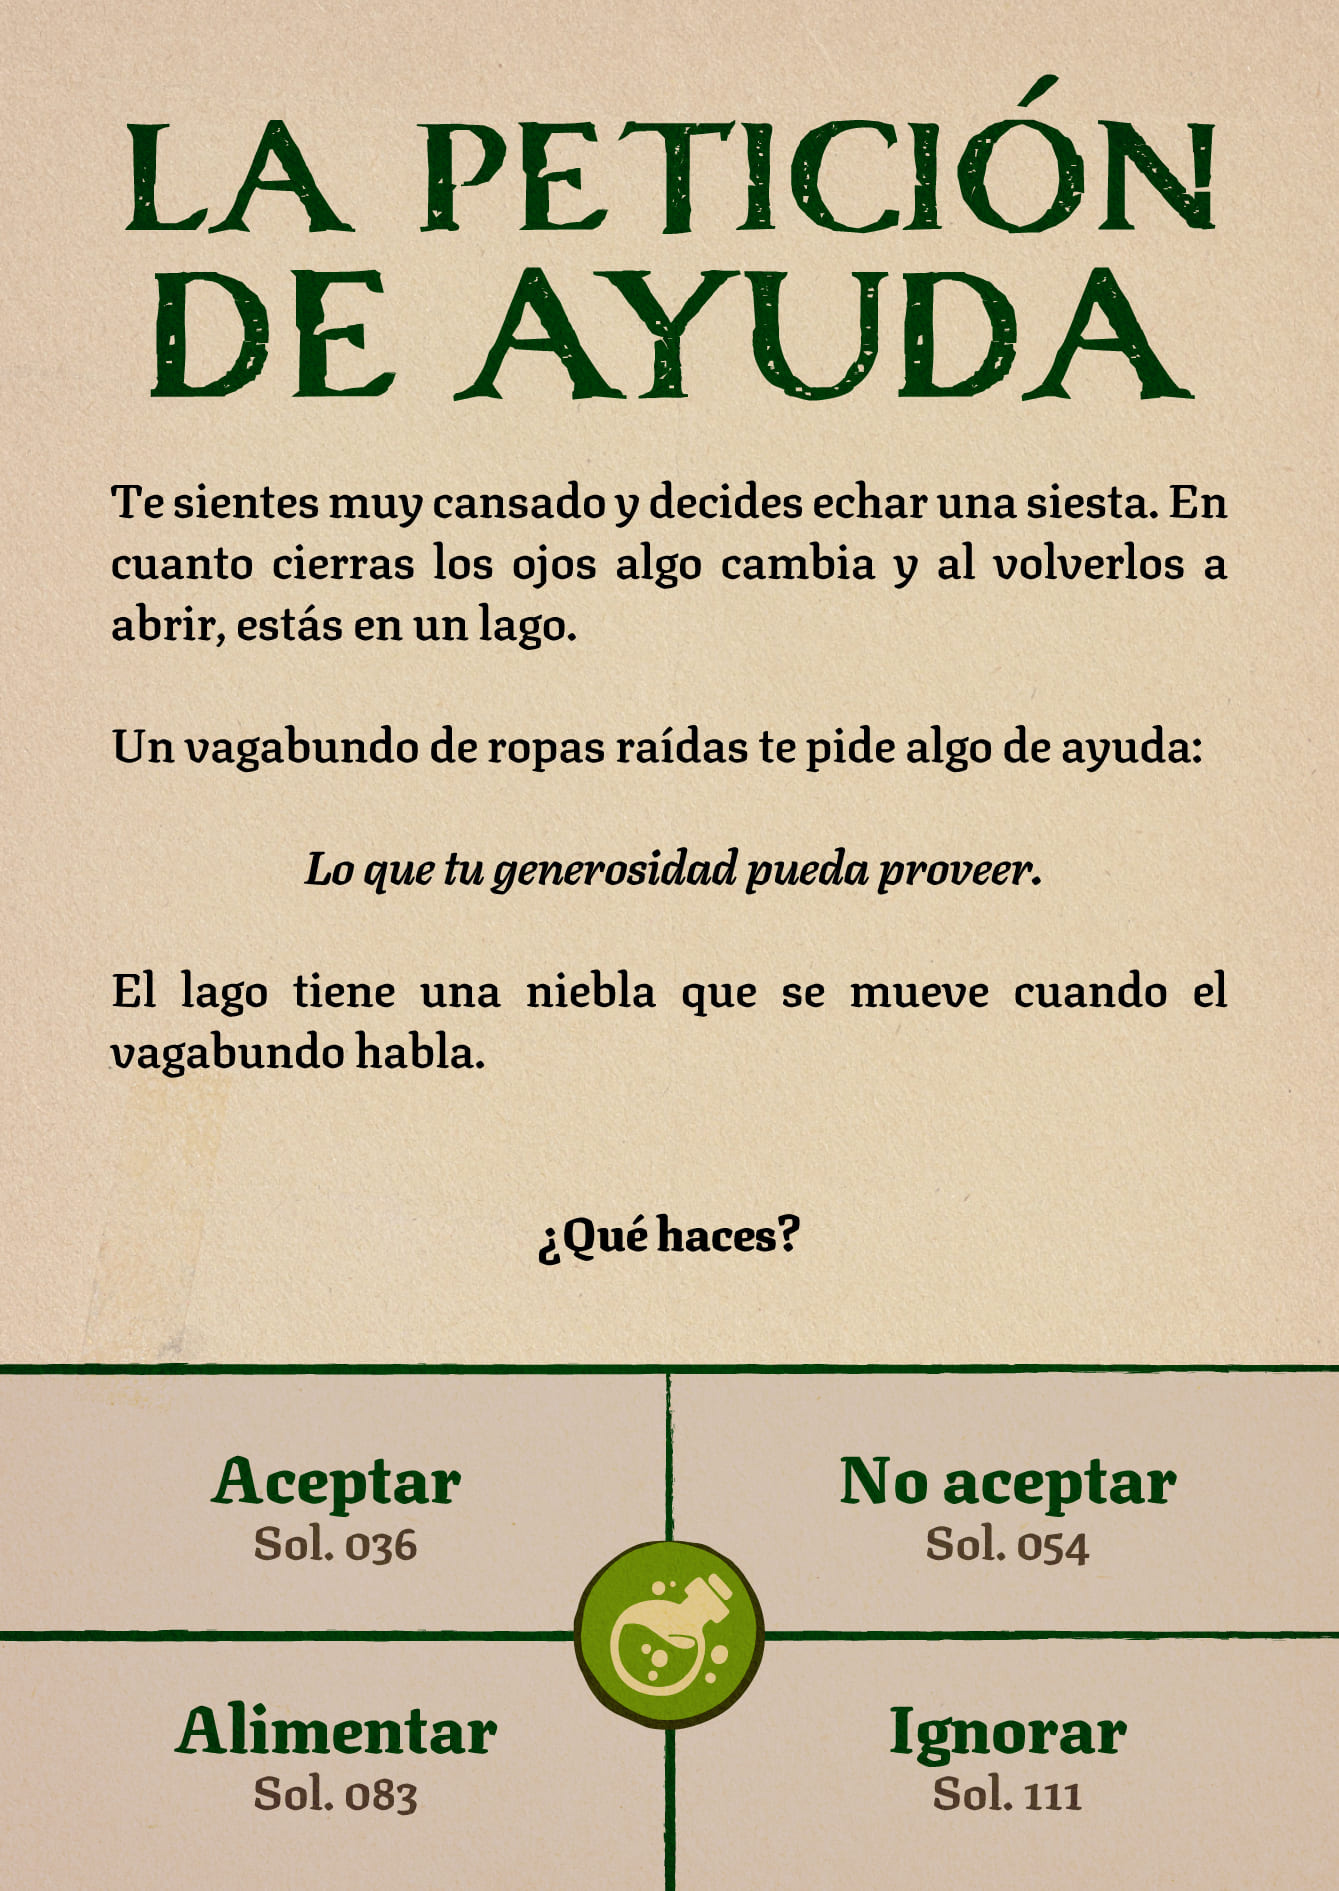 LA PETICIÓN
DE AYUDA
Te sientes muy cansado y decides echar una siesta. En
cuanto cierras los ojos algo cambia y al volverlos a
abrir, estás en un lago.
Un vagabundo de ropas raídas te pide algo de ayuda:
Lo que tu generosidad pueda proveer.
El lago tiene una niebla que se mueve cuando el
vagabundo habla.
¿Qué haces?
Aceptar
Sol. 036
No aceptar
Sol. 054
Alimentar
Sol. 083
Ignorar
Sol. 111